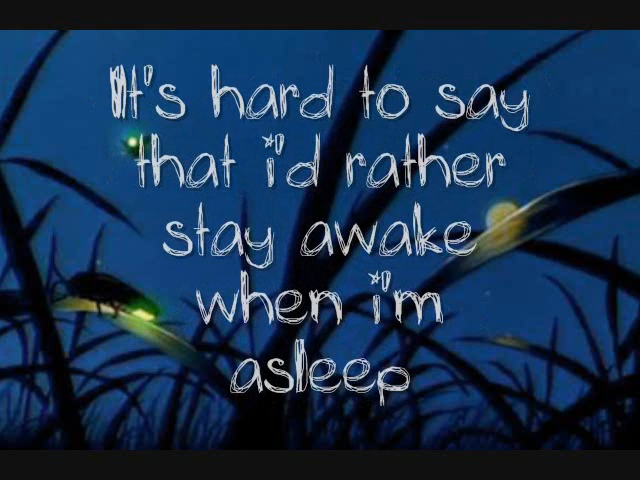 It's hard to say
that i'd rather
stay awake
when i'm
asleep